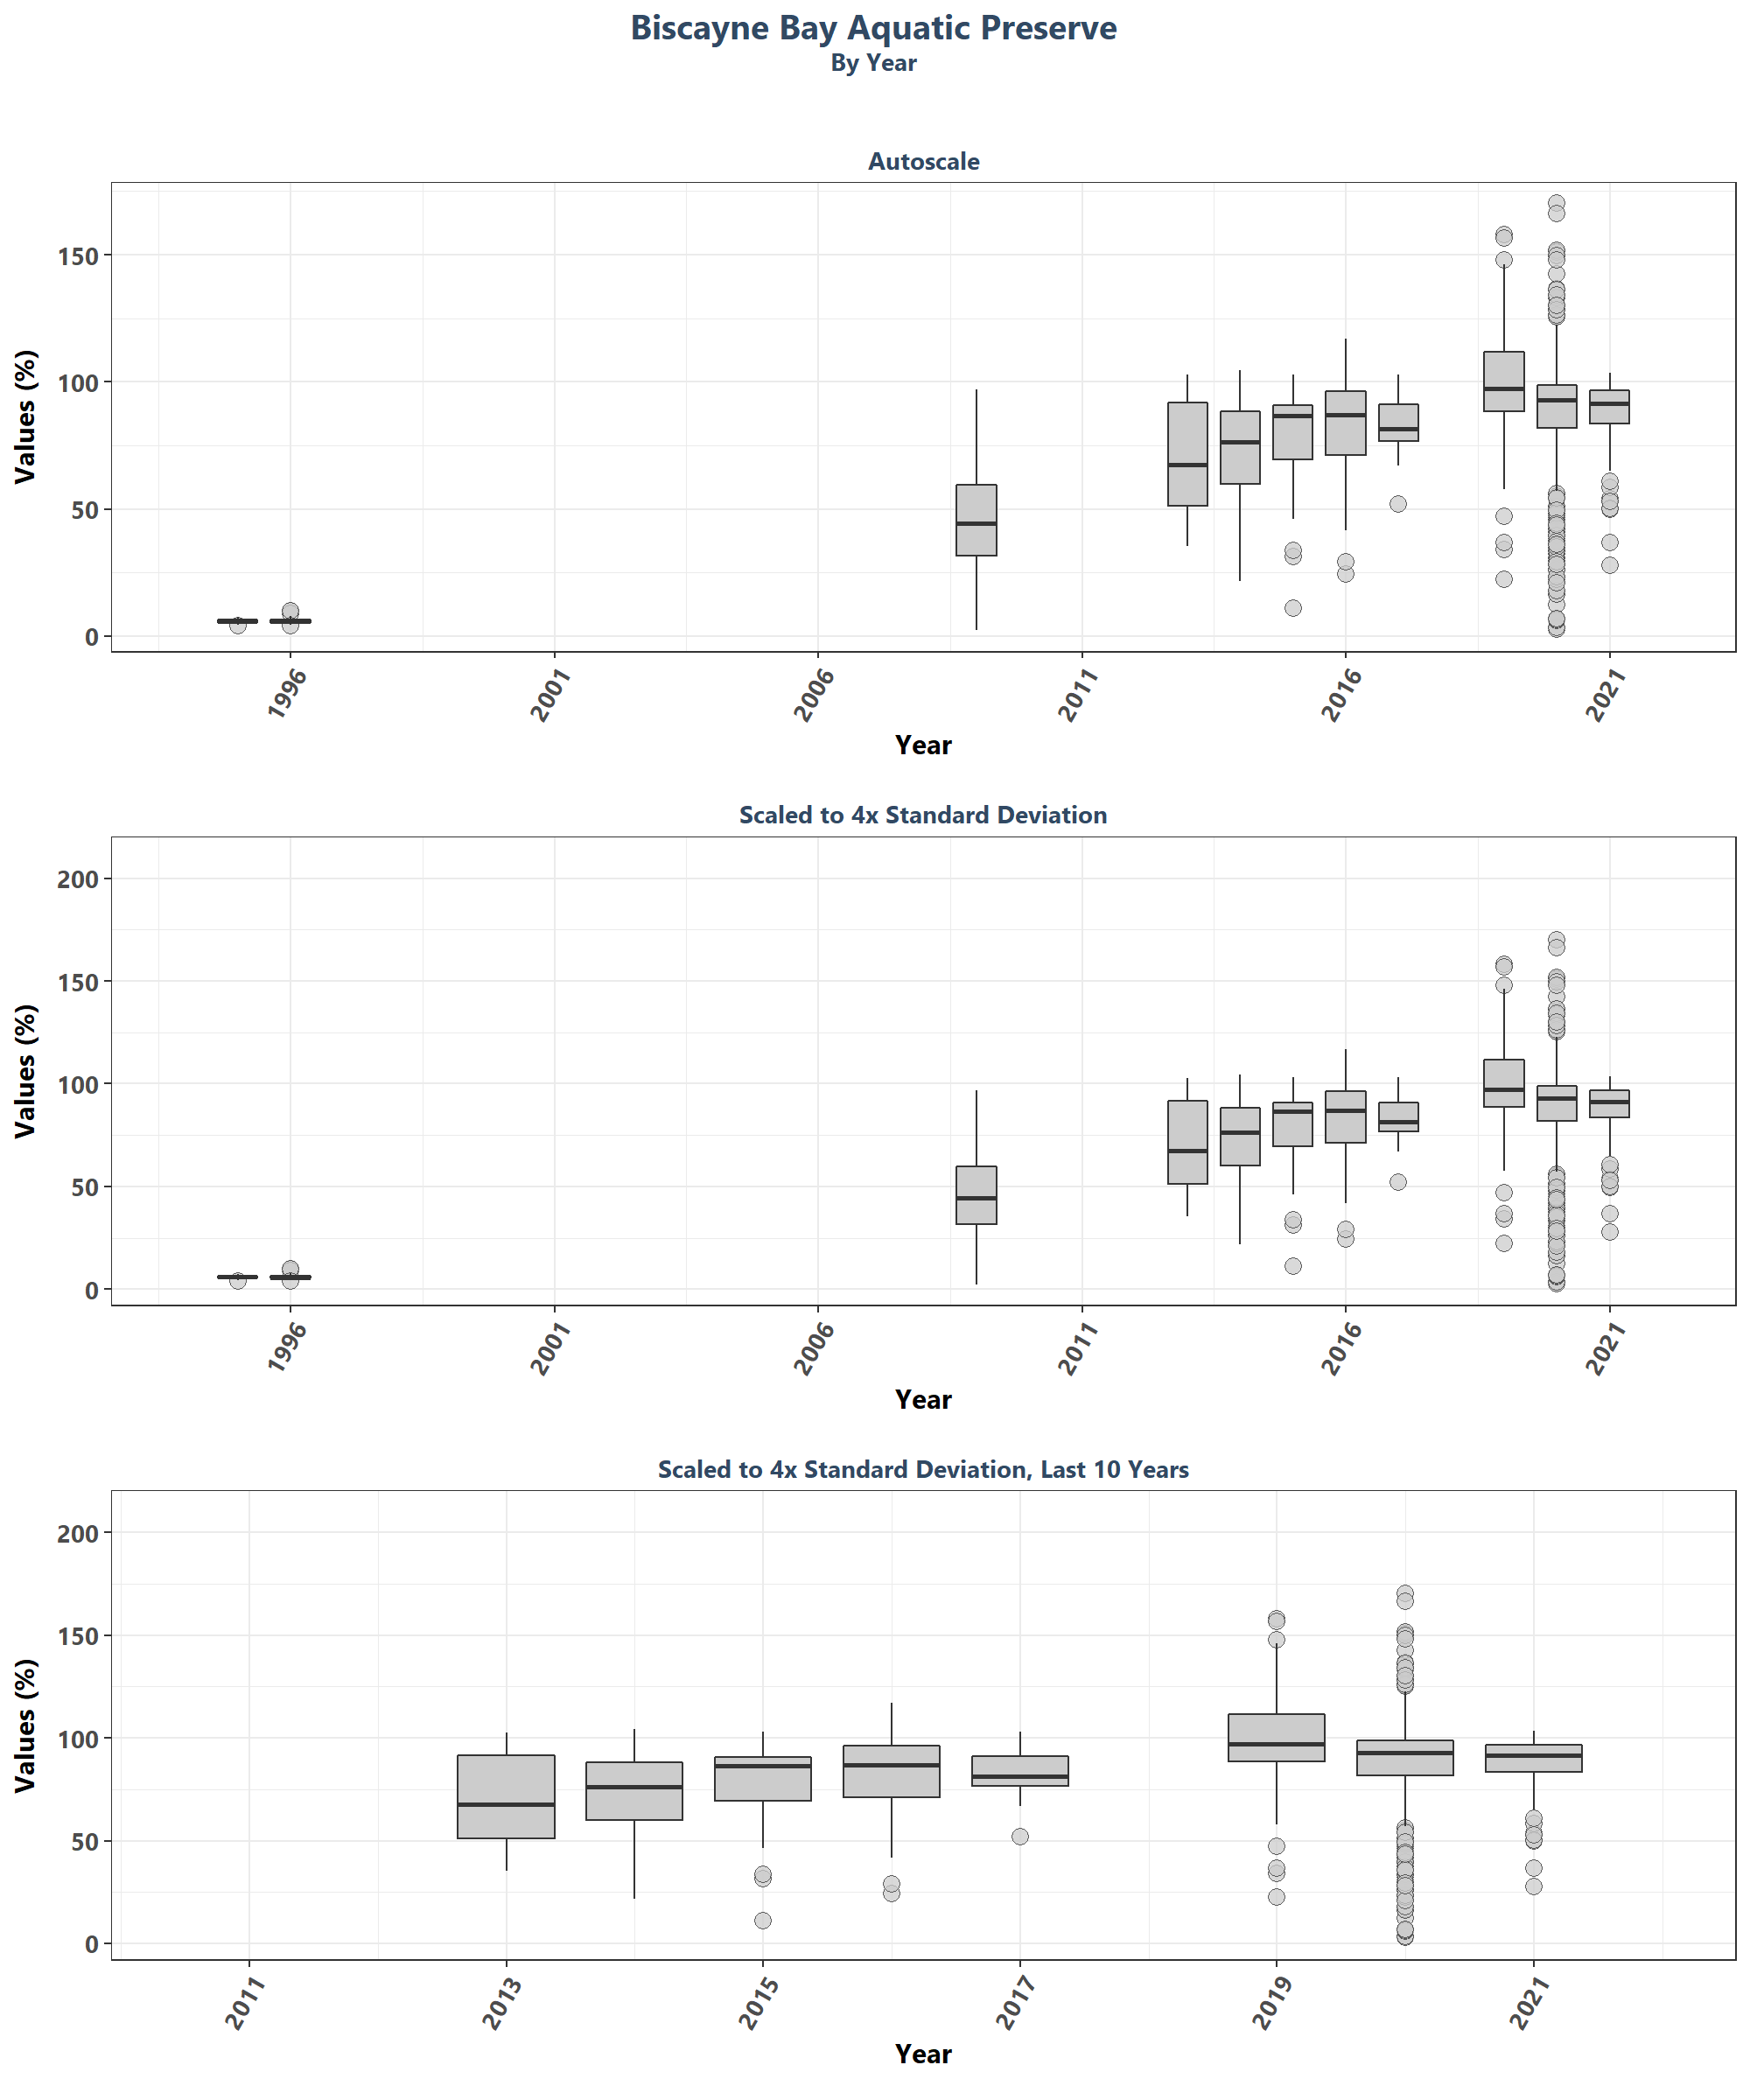 Biscayne Bay Aquatic Preserve
By Year
Autoscale
Values (%)
150
100
50
0
1996
2001
2006
2011
2016
2021
Year
Scaled to 4x Standard Deviation
Values (%)
200
150
100
50
0
1996
2001
2006
2011
2016
2021
Year
Scaled to 4x Standard Deviation, Last 10 Years
Values (%)
200
150
100
50
0
2011
2013
2015
2017
2019
2021
Year